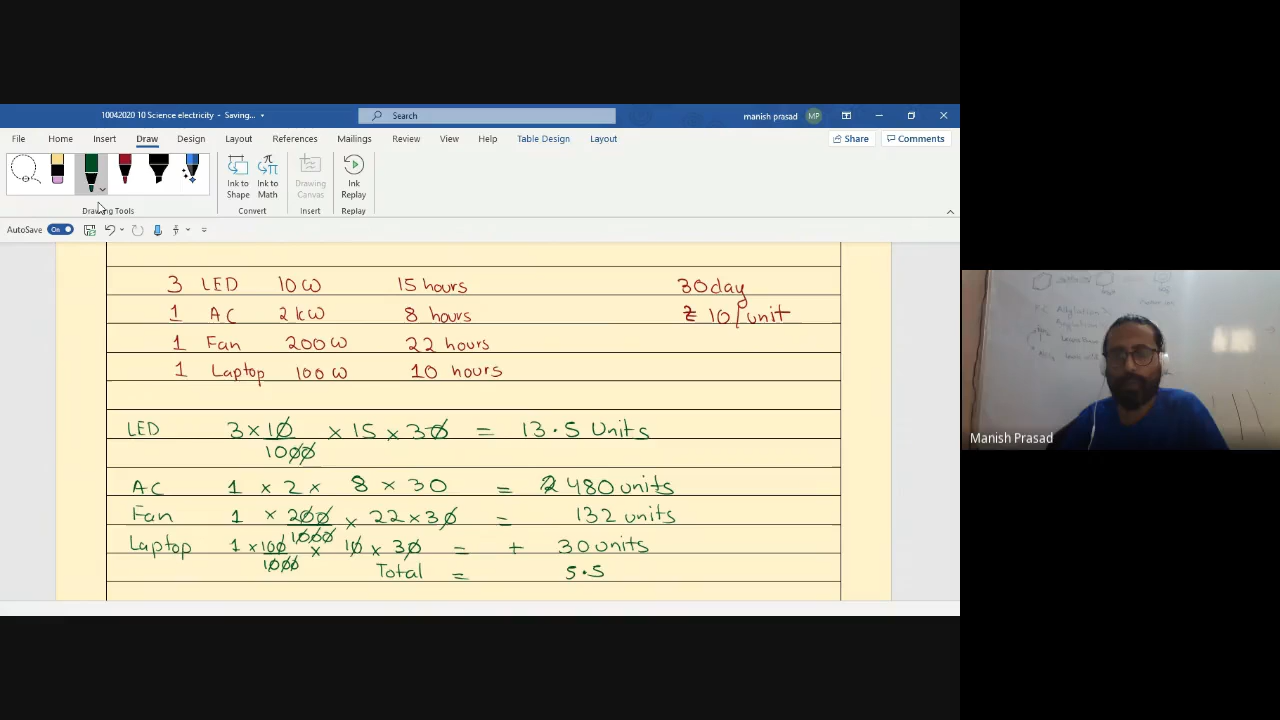 10042020 10 Science electricity - Saving...
Search
manish prasad MP
File Home Insert Draw Design Layout References Mailings Review View Help Table Design Layout Share Comments
Ink to Shape
Ink to Math
Drawing Canvas
Ink Replay
Drawing Tools Convert Insert Replay
AutoSave On
3 LED 10W 15 hours 30 day
1 AC 2 kW 8 hours ₹ 10/unit
1 Fan 200W 22 hours
1 Laptop 100W 10 hours
LED 3 × 10/1000 × 15 × 30 = 13.5 Units
AC 1 × 2 × 8 × 30 = 480 units
Fan 1 × 200/1000 × 22 × 30 = 132 units
Laptop 1 × 100/1000 × 10 × 30 = + 30 units
Total = 5.5
Manish Prasad